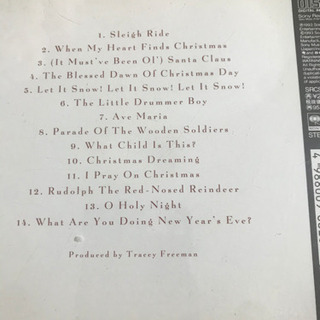 1. Sleigh Ride
2. When My Heart Finds Christmas
3. (It Must've Been Ol') Santa Claus
4. The Blessed Dawn Of Christmas Day
5. Let It Snow! Let It Snow! Let It Snow!
6. The Little Drummer Boy
7. Ave Maria
8. Parade Of The Wooden Soldiers
9. What Child Is This?
10. Christmas Dreaming
11. I Pray On Christmas
12. Rudolph The Red-Nosed Reindeer
13. O Holy Night
14. What Are You Doing New Year's Eve?
Produced by Tracey Freeman